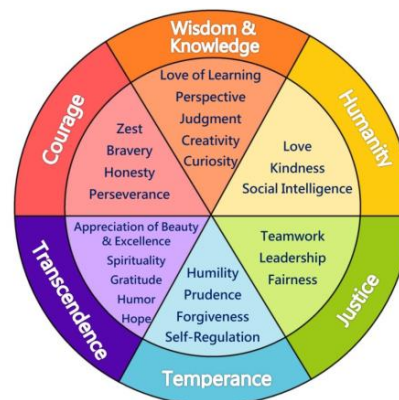 Wisdom &
Knowledge
Love of Learning
Perspective
Judgment
Creativity
Curiosity
Humanity
Love
Kindness
Social Intelligence
Justice
Teamwork
Leadership
Fairness
Temperance
Humility
Prudence
Forgiveness
Self-Regulation
Transcendence
Appreciation of Beauty
& Excellence
Spirituality
Gratitude
Humor
Hope
Courage
Zest
Bravery
Honesty
Perseverance